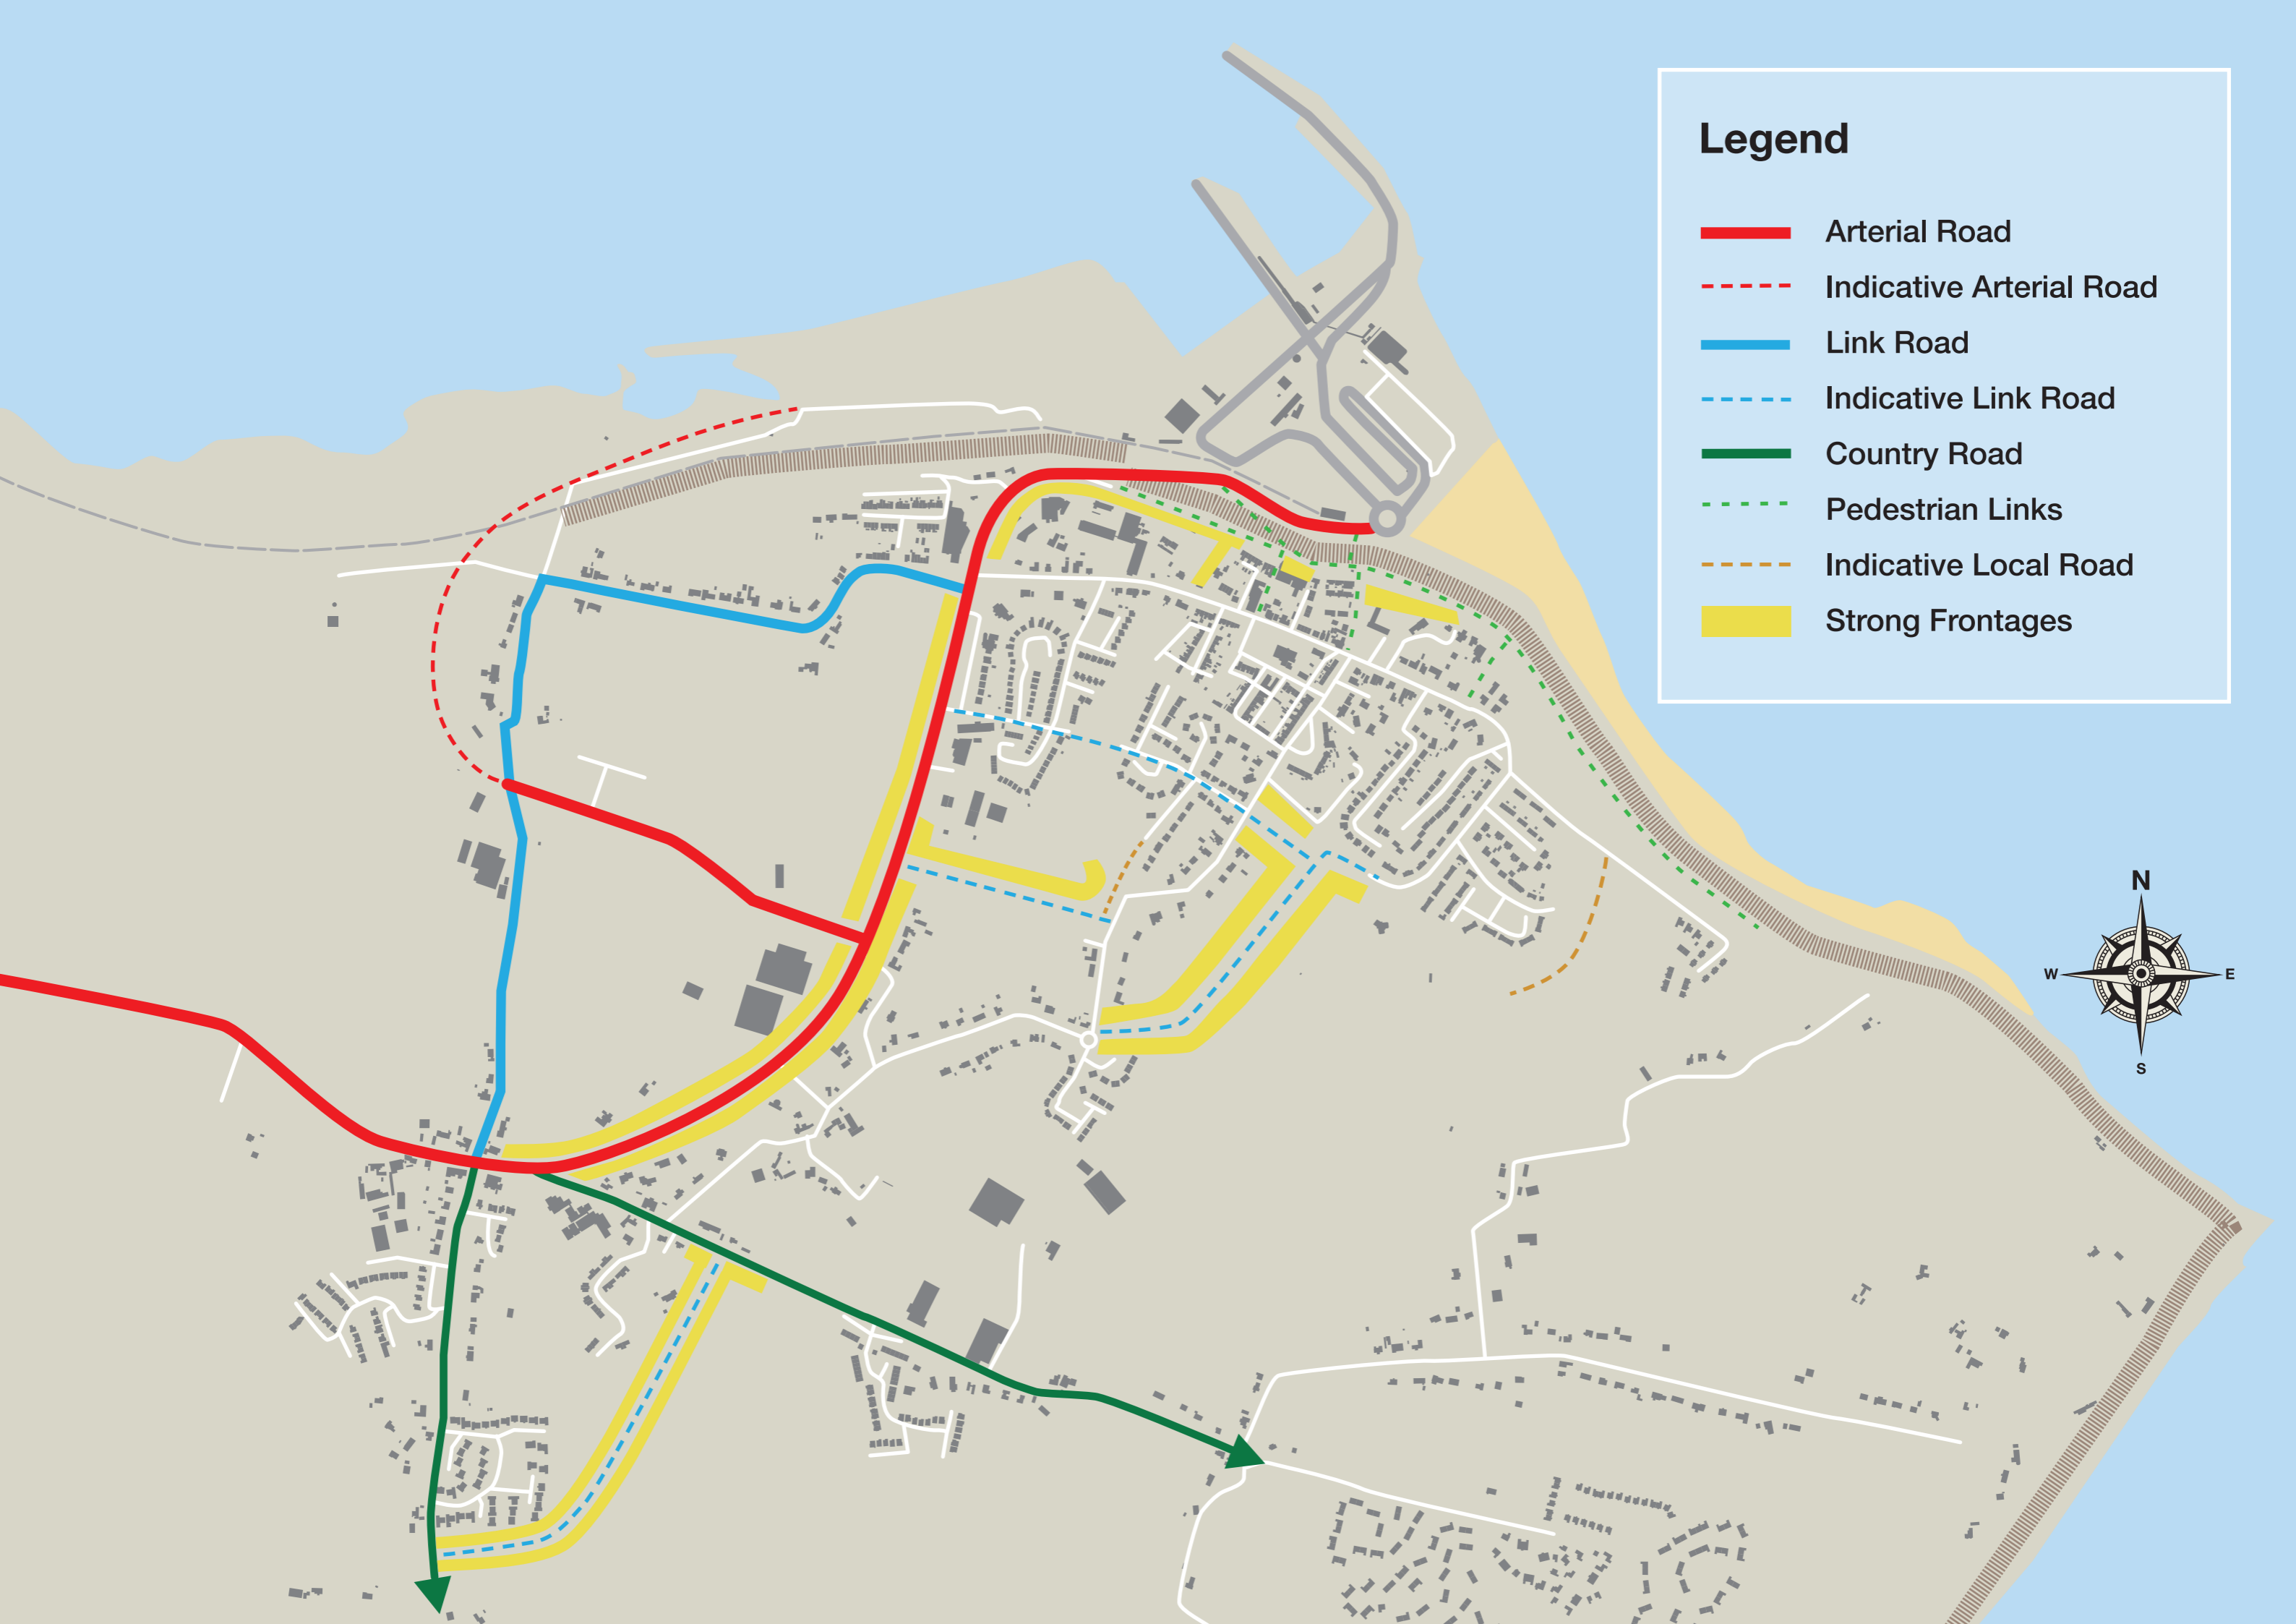 Legend
Arterial Road
Indicative Arterial Road
Link Road
Indicative Link Road
Country Road
Pedestrian Links
Indicative Local Road
Strong Frontages
N
W E
S